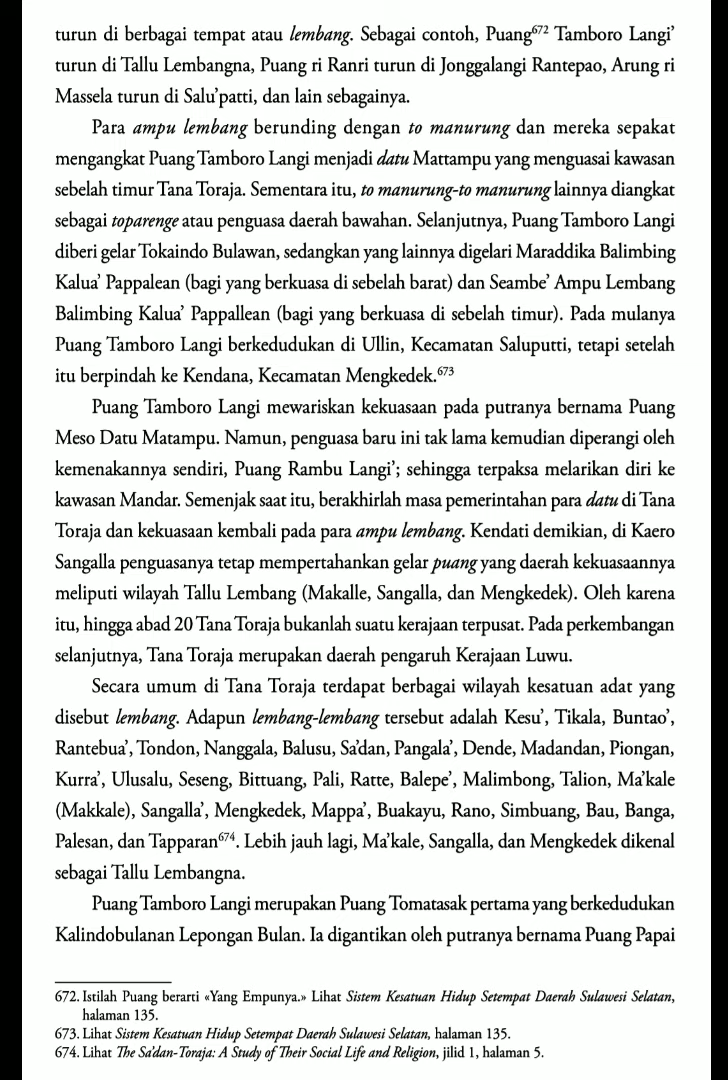 turun di berbagai tempat atau lembang. Sebagai contoh, Puang⁶⁷² Tamboro Langi’
turun di Tallu Lembangna, Puang ri Ranri turun di Jonggalangi Rantepao, Arung ri
Massela turun di Salu’patti, dan lain sebagainya.
Para ampu lembang berunding dengan to manurung dan mereka sepakat
mengangkat Puang Tamboro Langi menjadi datu Mattampu yang menguasai kawasan
sebelah timur Tana Toraja. Sementara itu, to manurung-to manurung lainnya diangkat
sebagai toparenge atau penguasa daerah bawahan. Selanjutnya, Puang Tamboro Langi
diberi gelar Tokaindo Bulawan, sedangkan yang lainnya digelari Maraddika Balimbing
Kalua’ Pappalean (bagi yang berkuasa di sebelah barat) dan Seambe’ Ampu Lembang
Balimbing Kalua’ Pappallean (bagi yang berkuasa di sebelah timur). Pada mulanya
Puang Tamboro Langi berkedudukan di Ullin, Kecamatan Saluputti, tetapi setelah
itu berpindah ke Kendana, Kecamatan Mengkedek.⁶⁷³
Puang Tamboro Langi mewariskan kekuasaan pada putranya bernama Puang
Meso Datu Matampu. Namun, penguasa baru ini tak lama kemudian diperangi oleh
kemenakannya sendiri, Puang Rambu Langi’; sehingga terpaksa melarikan diri ke
kawasan Mandar. Semenjak saat itu, berakhirlah masa pemerintahan para datu di Tana
Toraja dan kekuasaan kembali pada para ampu lembang. Kendati demikian, di Kaero
Sangalla penguasanya tetap mempertahankan gelar puang yang daerah kekuasaannya
meliputi wilayah Tallu Lembang (Makalle, Sangalla, dan Mengkedek). Oleh karena
itu, hingga abad 20 Tana Toraja bukanlah suatu kerajaan terpusat. Pada perkembangan
selanjutnya, Tana Toraja merupakan daerah pengaruh Kerajaan Luwu.
Secara umum di Tana Toraja terdapat berbagai wilayah kesatuan adat yang
disebut lembang. Adapun lembang-lembang tersebut adalah Kesu’, Tikala, Buntao’,
Rantebua’, Tondon, Nanggala, Balusu, Sa’dan, Pangala’, Dende, Madandan, Piongan,
Kurra’, Ulusalu, Seseng, Bittuang, Pali, Ratte, Balepe’, Malimbong, Talion, Ma’kale
(Makkale), Sangalla’, Mengkedek, Mappa’, Buakayu, Rano, Simbuang, Bau, Banga,
Palesan, dan Tapparan⁶⁷⁴. Lebih jauh lagi, Ma’kale, Sangalla, dan Mengkedek dikenal
sebagai Tallu Lembangna.
Puang Tamboro Langi merupakan Puang Tomatasak pertama yang berkedudukan
Kalindobulanan Lepongan Bulan. Ia digantikan oleh putranya bernama Puang Papai
672. Istilah Puang berarti «Yang Empunya.» Lihat Sistem Kesatuan Hidup Setempat Daerah Sulawesi Selatan,
halaman 135.
673. Lihat Sistem Kesatuan Hidup Setempat Daerah Sulawesi Selatan, halaman 135.
674. Lihat The Sa’dan-Toraja: A Study of Their Social Life and Religion, jilid 1, halaman 5.